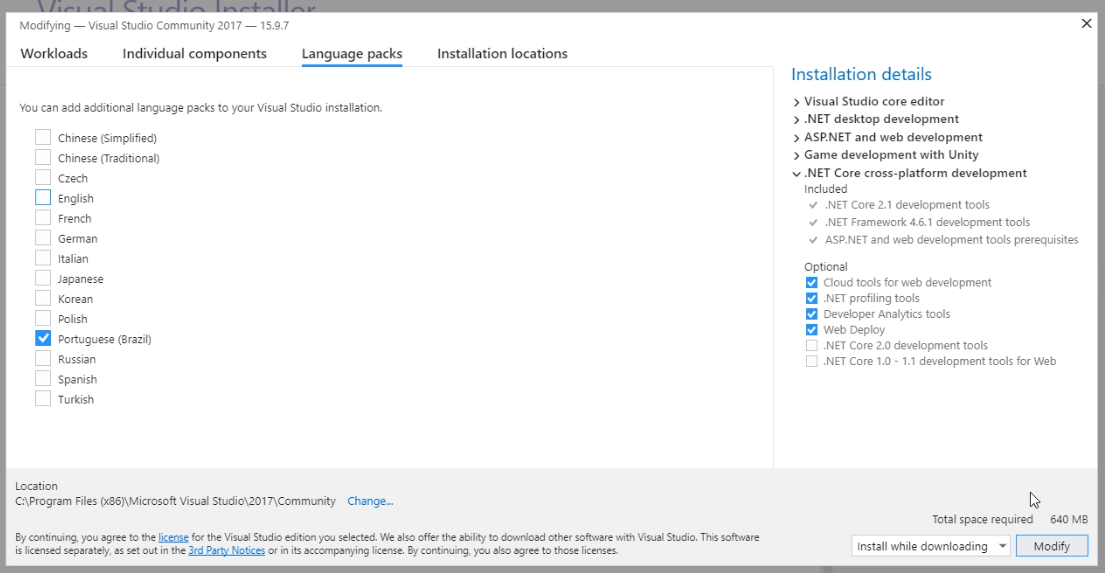 Visual Studio Installer
Modifying — Visual Studio Community 2017 — 15.9.7
Workloads Individual components Language packs Installation locations
You can add additional language packs to your Visual Studio installation.
Chinese (Simplified)
Chinese (Traditional)
Czech
English
French
German
Italian
Japanese
Korean
Polish
Portuguese (Brazil)
Russian
Spanish
Turkish
Installation details
Visual Studio core editor
.NET desktop development
ASP.NET and web development
Game development with Unity
.NET Core cross-platform development
Included
.NET Core 2.1 development tools
.NET Framework 4.6.1 development tools
ASP.NET and web development tools prerequisites
Optional
Cloud tools for web development
.NET profiling tools
Developer Analytics tools
Web Deploy
.NET Core 2.0 development tools
.NET Core 1.0 - 1.1 development tools for Web
Location
C:\Program Files (x86)\Microsoft Visual Studio\2017\Community Change...
By continuing, you agree to the license for the Visual Studio edition you selected. We also offer the ability to download other software with Visual Studio. This software
is licensed separately, as set out in the 3rd Party Notices or in its accompanying license. By continuing, you also agree to those licenses.
Total space required 640 MB
Install while downloading Modify